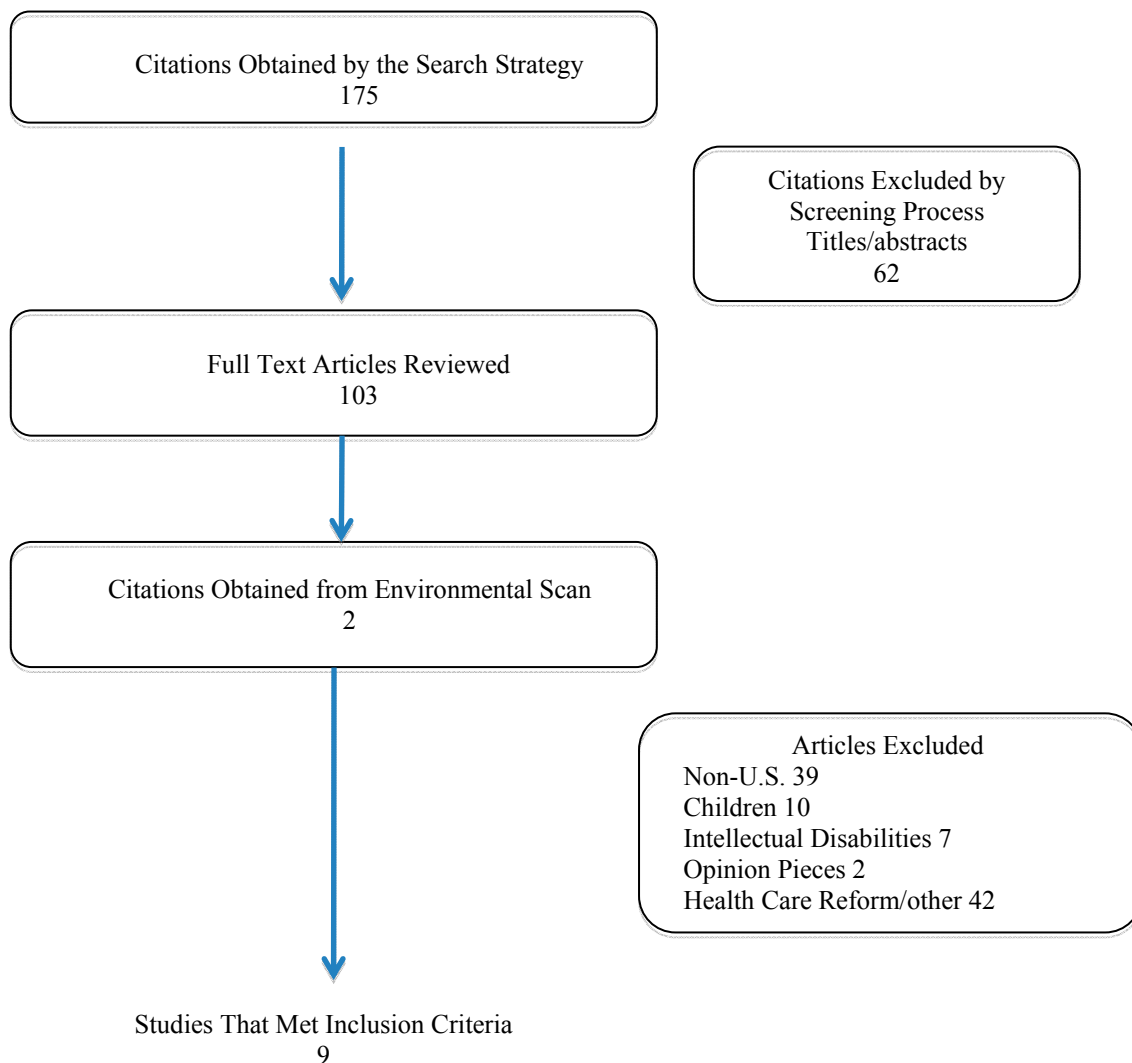 Citations Obtained by the Search Strategy
175
Citations Excluded by
Screening Process
Titles/abstracts
62
Full Text Articles Reviewed
103
Citations Obtained from Environmental Scan
2
Articles Excluded
Non-U.S. 39
Children 10
Intellectual Disabilities 7
Opinion Pieces 2
Health Care Reform/other 42
Studies That Met Inclusion Criteria
9